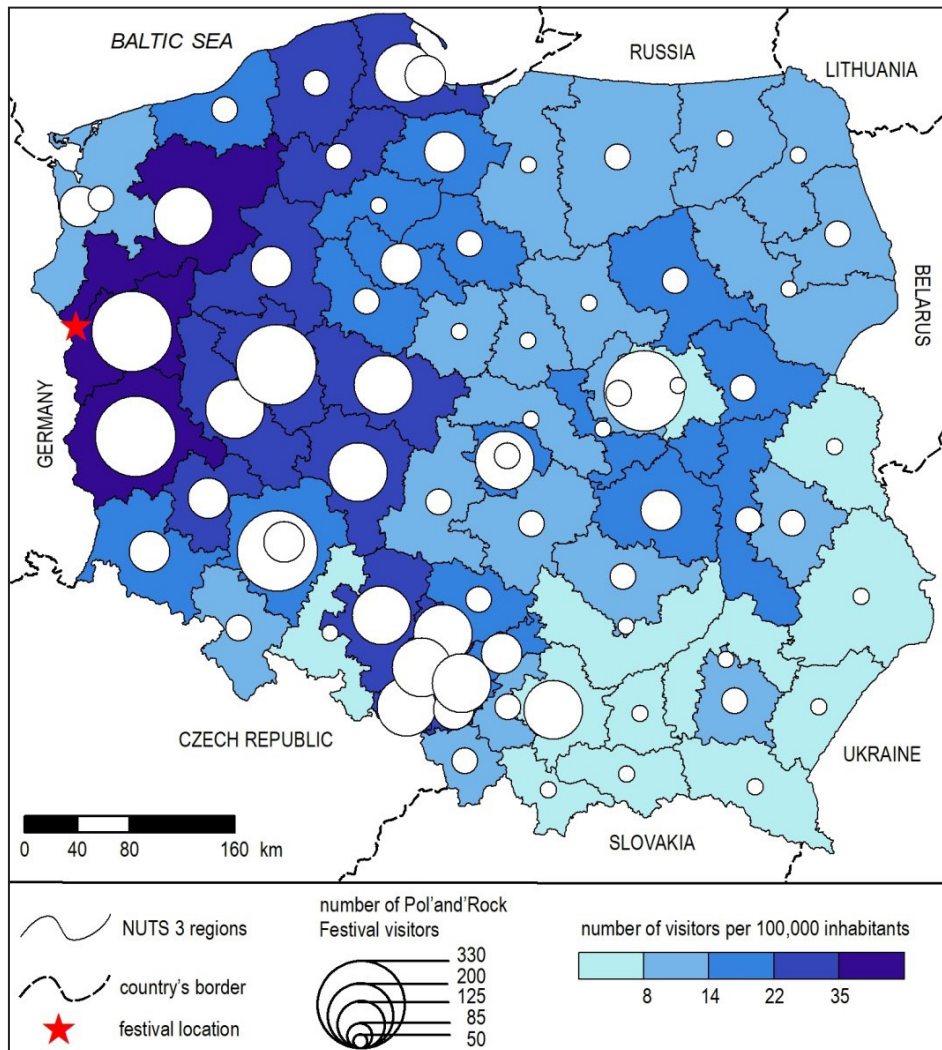 BALTIC SEA
RUSSIA
LITHUANIA
BELARUS
GERMANY
CZECH REPUBLIC
UKRAINE
SLOVAKIA
0 40 80 160 km
NUTS 3 regions
country's border
festival location
number of Pol'and'Rock
Festival visitors
330
200
125
85
50
number of visitors per 100,000 inhabitants
8 14 22 35